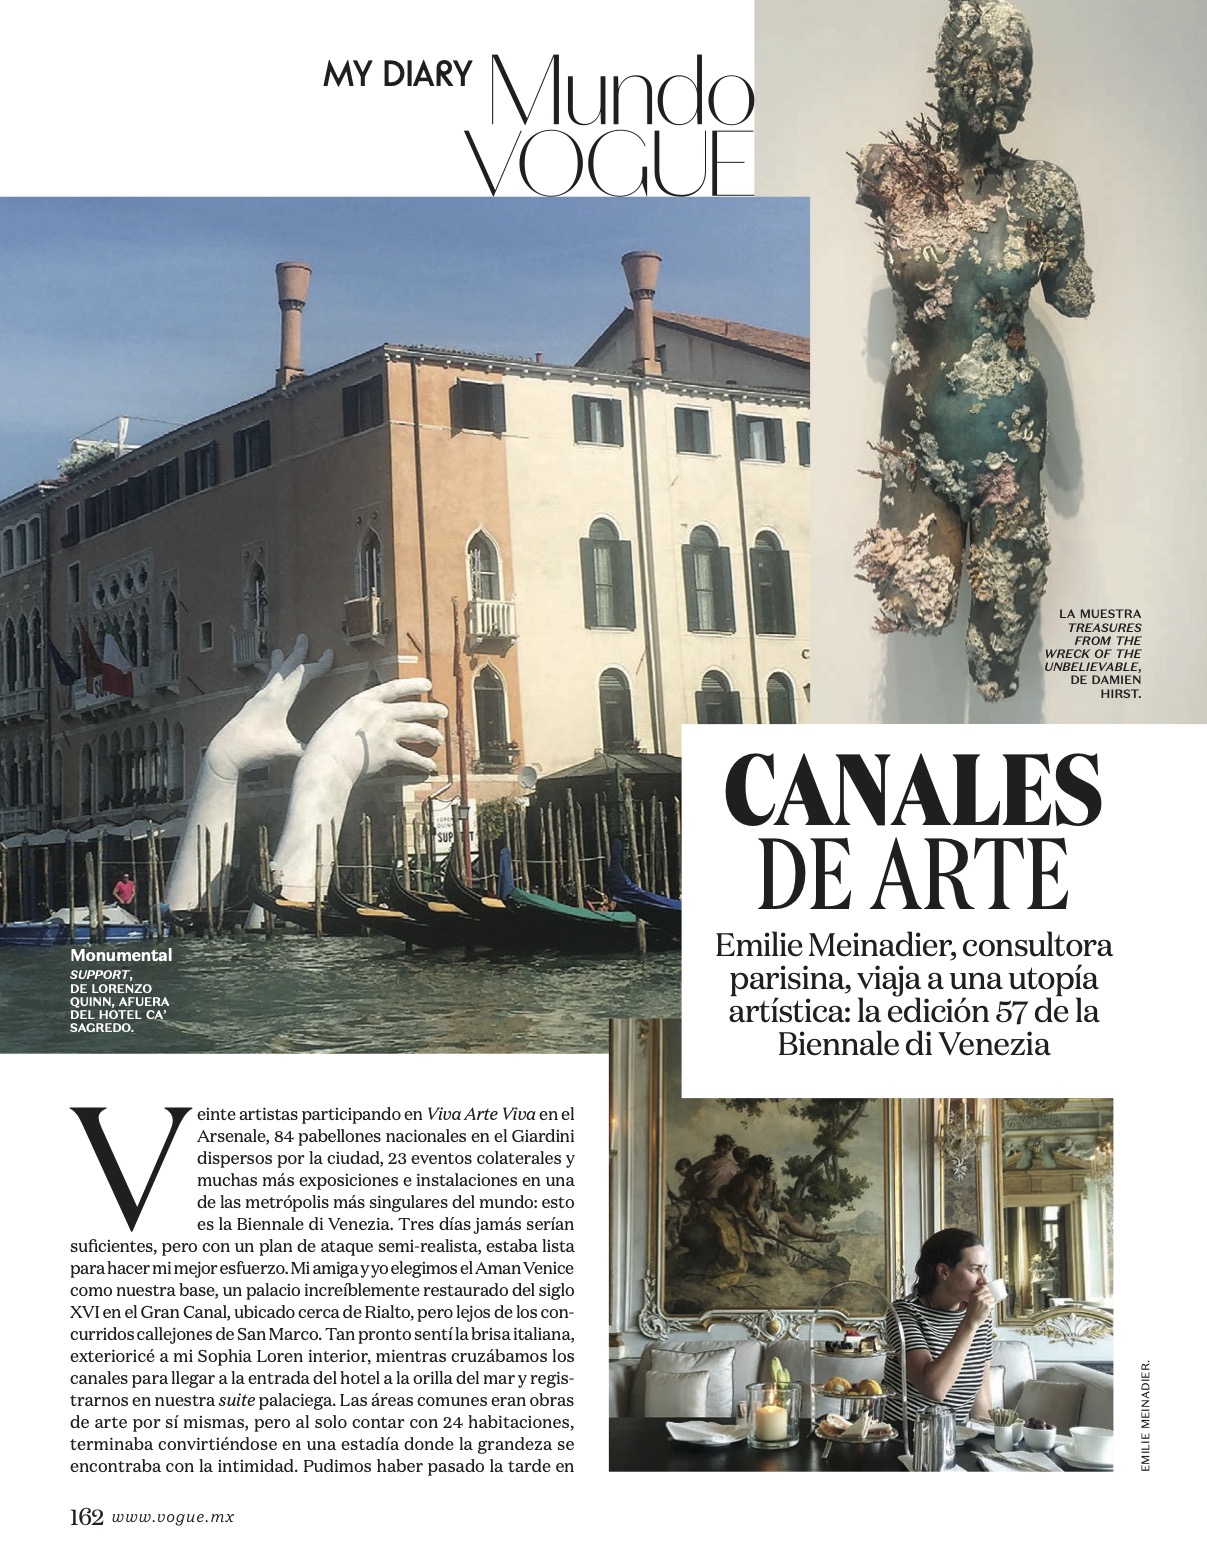 MY DIARY Mundo
VOGUE
LA MUESTRA
TREASURES
FROM THE
WRECK OF THE
UNBELIEVABLE,
DE DAMIEN
HIRST.
SUPPORT
Monumental
SUPPORT,
DE LORENZO
QUINN, AFUERA
DEL HOTEL CA’
SAGREDO.
CANALES
DE ARTE
Emilie Meinadier, consultora
parisina, viaja a una utopía
artística: la edición 57 de la
Biennale di Venezia
Veinte artistas participando en Viva Arte Viva en el
Arsenale, 84 pabellones nacionales en el Giardini
dispersos por la ciudad, 23 eventos colaterales y
muchas más exposiciones e instalaciones en una
de las metrópolis más singulares del mundo: esto
es la Biennale di Venezia. Tres días jamás serían
suficientes, pero con un plan de ataque semi-realista, estaba lista
para hacer mi mejor esfuerzo. Mi amiga y yo elegimos el Aman Venice
como nuestra base, un palacio increíblemente restaurado del siglo
XVI en el Gran Canal, ubicado cerca de Rialto, pero lejos de los con-
curridos callejones de San Marco. Tan pronto sentí la brisa italiana,
exterioricé a mi Sophia Loren interior, mientras cruzábamos los
canales para llegar a la entrada del hotel a la orilla del mar y regis-
trarnos en nuestra suite palaciega. Las áreas comunes eran obras
de arte por sí mismas, pero al solo contar con 24 habitaciones,
terminaba convirtiéndose en una estadía donde la grandeza se
encontraba con la intimidad. Pudimos haber pasado la tarde en
EMILIE MEINADIER.
162 www.vogue.mx